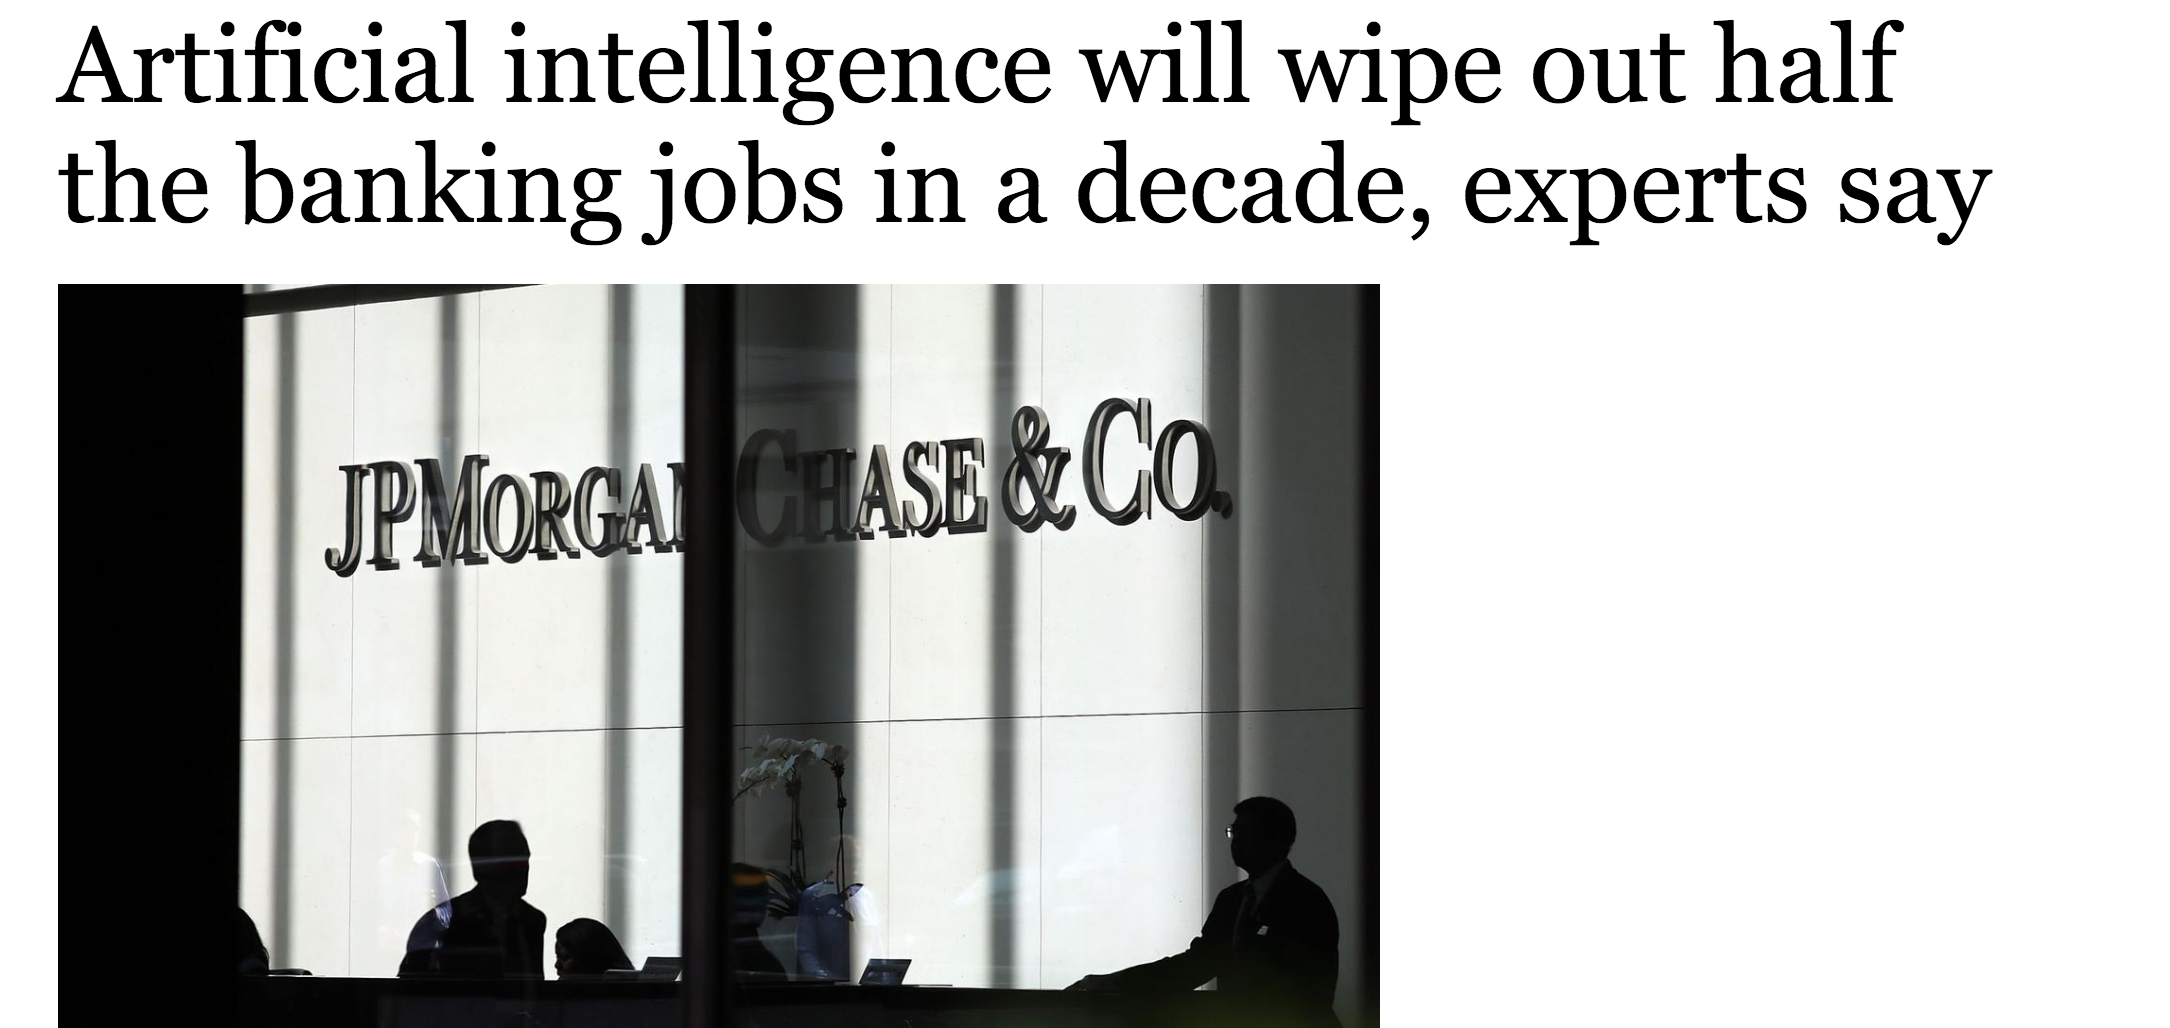 Artificial intelligence will wipe out half
the banking jobs in a decade, experts say
JPMORGAN CHASE & CO.